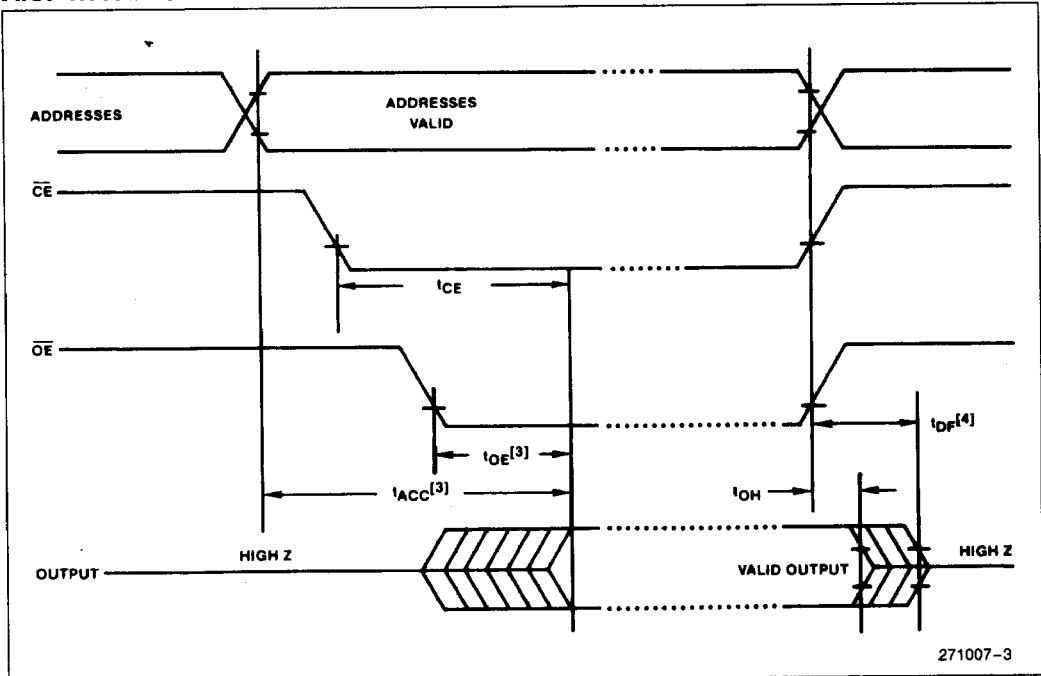 ADDRESSES
ADDRESSES
VALID
CE
tCE
OE
tOE[3]
tDF[4]
tACC[3]
tOH
HIGH Z
OUTPUT
VALID OUTPUT
HIGH Z
271007-3